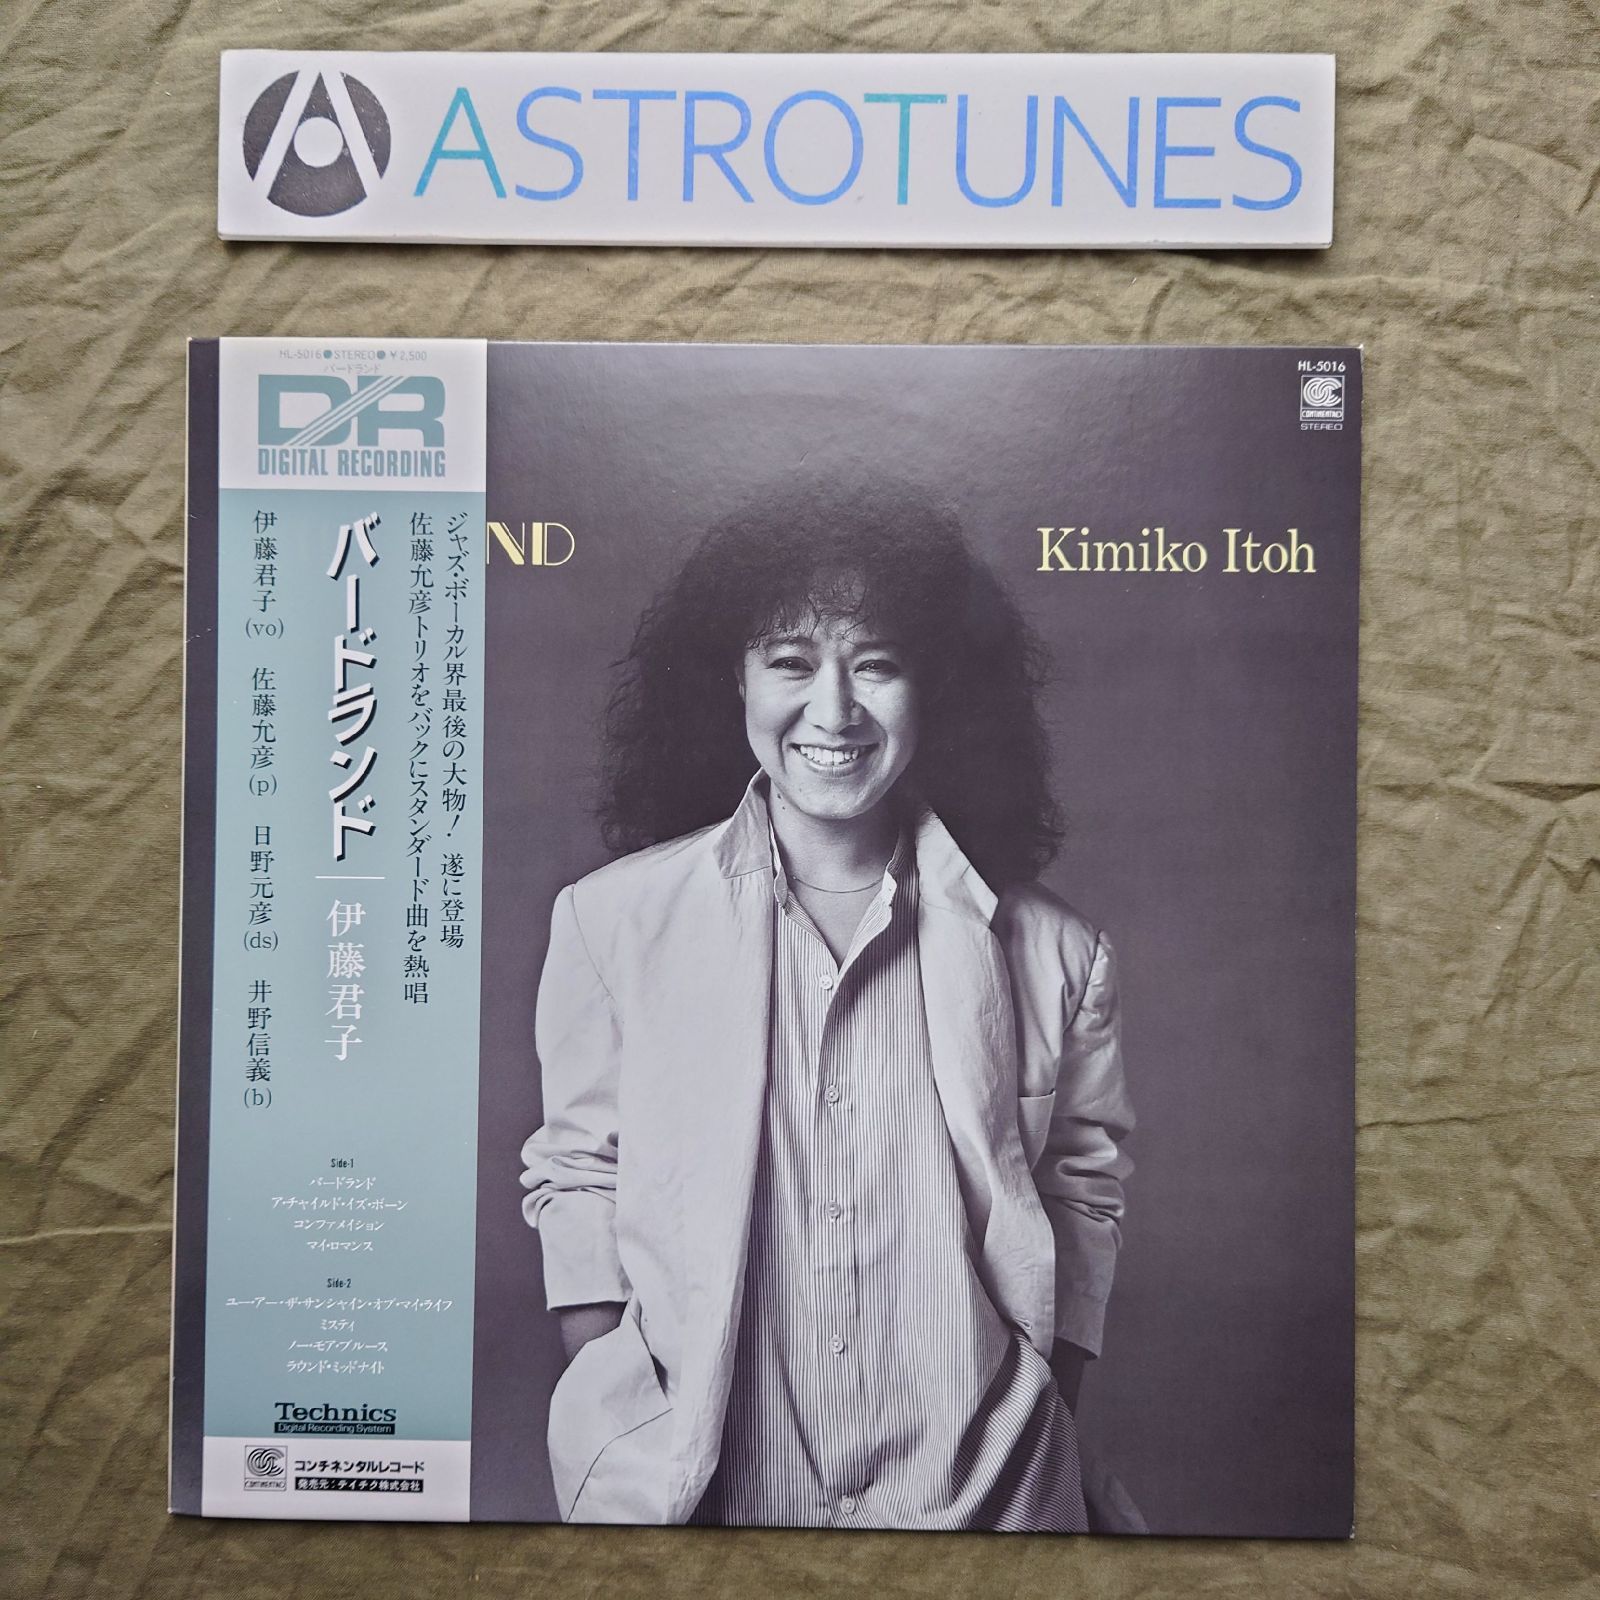 ASTROTUNES
HL-5016●STEREO●￥2,500
バードランド
DR
DIGITAL RECORDING
ジャズ・ボーカル界最後の大物！遂に登場
佐藤允彦トリオをバックにスタンダード曲を熱唱
バードランド｜伊藤君子
伊藤君子(vo) 佐藤允彦(p) 日野元彦(ds) 井野信義(b)
Side-1
バードランド
ア・チャイルド・イズ・ボーン
コンファメイション
マイ・ロマンス
Side-2
ユー・アー・ザ・サンシャイン・オブ・マイ・ライフ
ミスティ
ノー・モア・ブルース
ラウンド・ミッドナイト
Technics
Digital Recording System
CONTINENTAL
コンチネンタルレコード
発売元：テイチク株式会社
ND
Kimiko Itoh
HL-5016
CONTINENTAL
STEREO